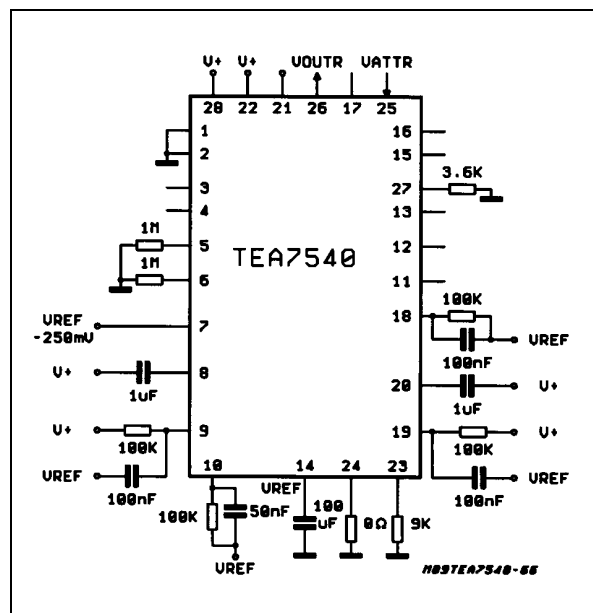 V+ V+ VOUTR VATTR
28 22 21 26 17 25
1 16
2 15
3.6K
3 27
4 13
1M
5 12
TEA7540
1M
6 11
100K
18
VREF
-250mV
7
VREF
100nF
V+ 8 20 V+
1uF 1uF
V+ 9 19 V+
100K 100K
VREF VREF
100nF 100nF
10 14 24 23
VREF
100K 50nF 100 uF 0Ω 9K
VREF
M89TEA7540-66